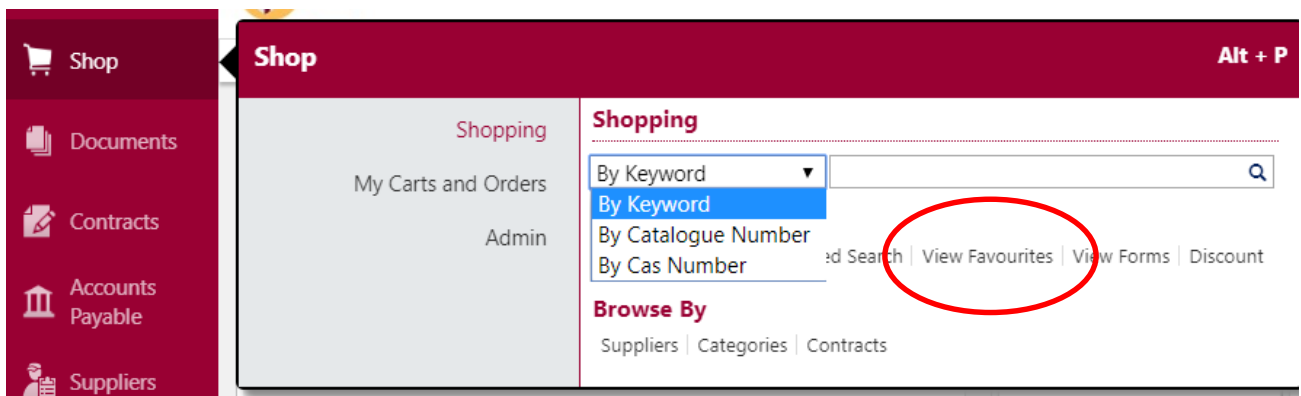 Shop
Documents
Contracts
Accounts
Payable
Suppliers
Shop Alt + P
Shopping
My Carts and Orders
Admin
Shopping
By Keyword
By Keyword
By Catalogue Number
By Cas Number
Search | View Favourites | View Forms | Discount
Browse By
Suppliers | Categories | Contracts